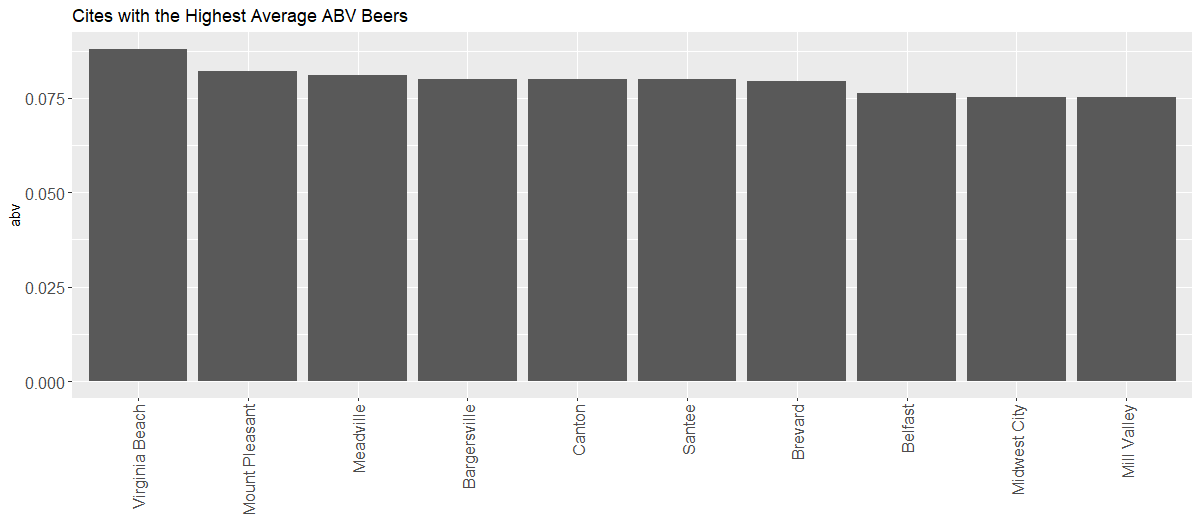 Cites with the Highest Average ABV Beers
abv
0.075
0.050
0.025
0.000
Virginia Beach
Mount Pleasant
Meadville
Bargersville
Canton
Santee
Brevard
Belfast
Midwest City
Mill Valley